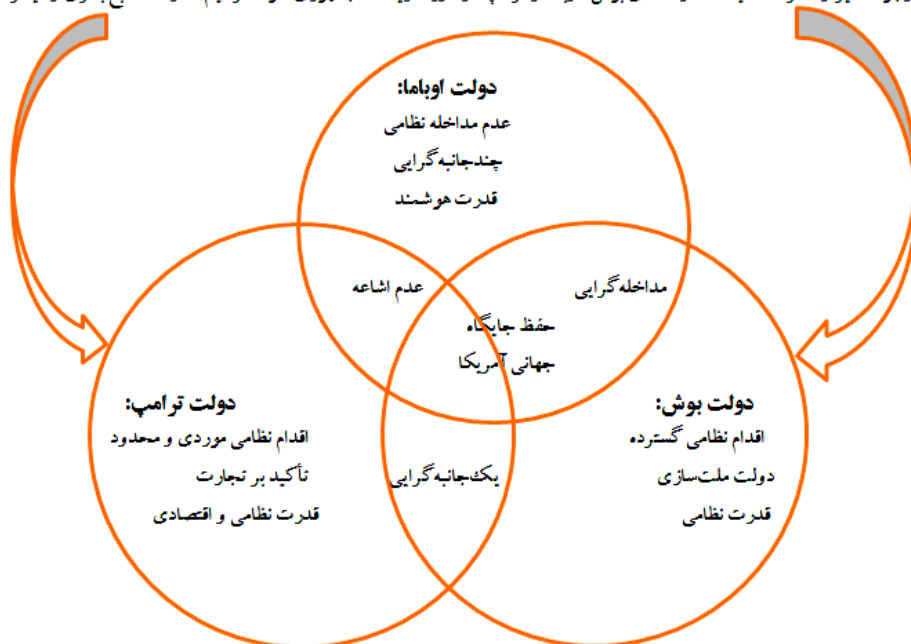 دولت اوباما:
عدم مداخله نظامی
چندجانبه‌گرایی
قدرت هوشمند
عدم اشاعه
مداخله‌گرایی
حفظ جایگاه
جهانی آمریکا
دولت ترامپ:
اقدام نظامی موردی و محدود
تأکید بر تجارت
قدرت نظامی و اقتصادی
یک‌جانبه‌گرایی
دولت بوش:
اقدام نظامی گسترده
دولت ملت‌سازی
قدرت نظامی